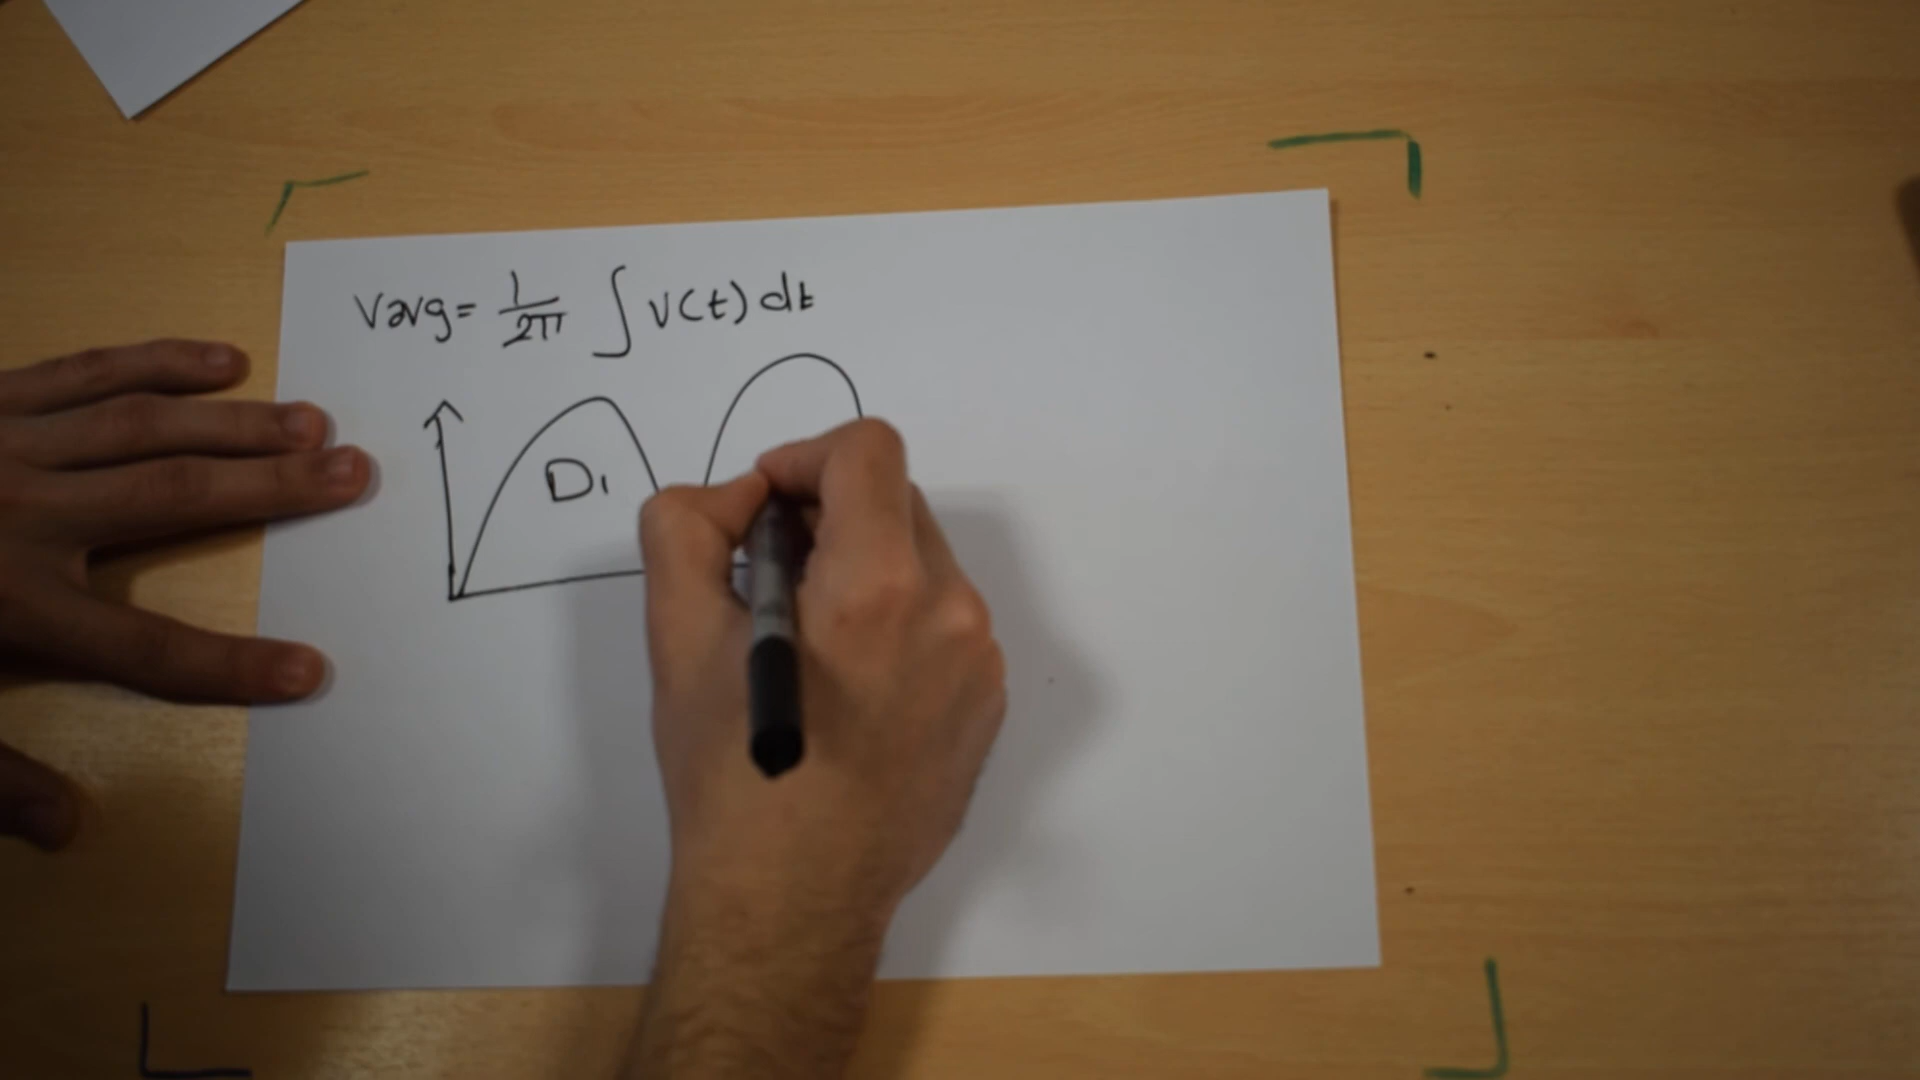 Vavg = 1/2π ∫ v(t) dt
D1